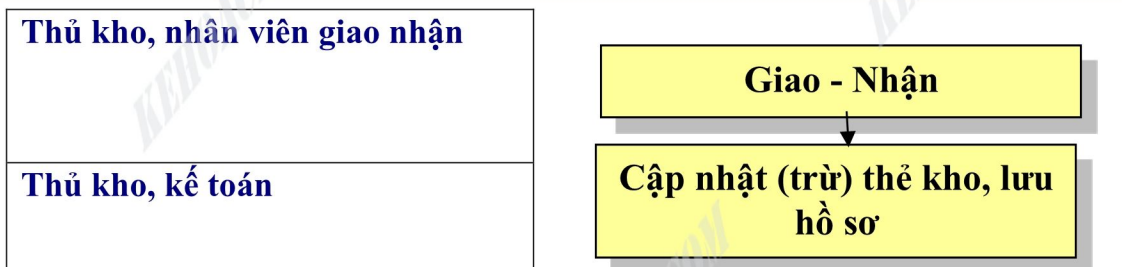 Thủ kho, nhân viên giao nhận
Giao - Nhận
Thủ kho, kế toán
Cập nhật (trừ) thẻ kho, lưu
hồ sơ